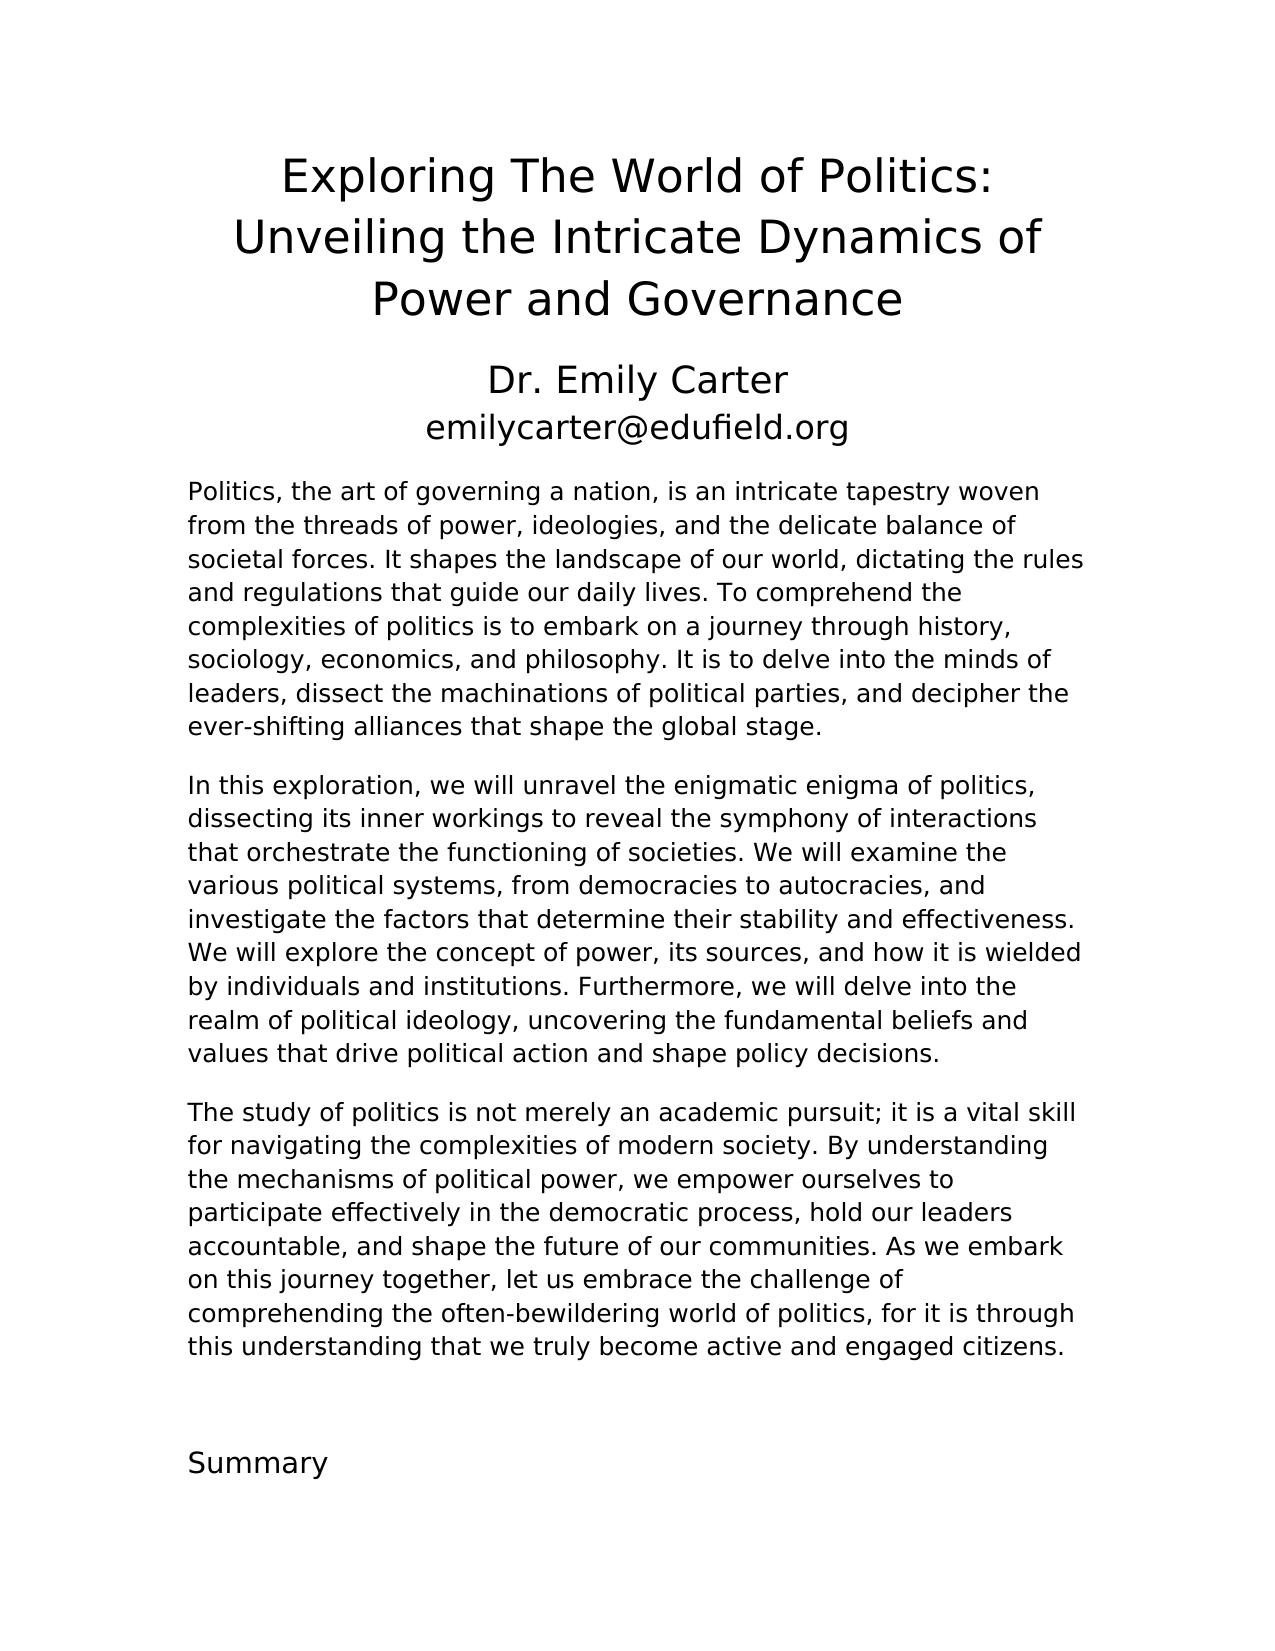 Exploring The World of Politics:
Unveiling the Intricate Dynamics of
Power and Governance
Dr. Emily Carter
emilycarter@edufield.org
Politics, the art of governing a nation, is an intricate tapestry woven
from the threads of power, ideologies, and the delicate balance of
societal forces. It shapes the landscape of our world, dictating the rules
and regulations that guide our daily lives. To comprehend the
complexities of politics is to embark on a journey through history,
sociology, economics, and philosophy. It is to delve into the minds of
leaders, dissect the machinations of political parties, and decipher the
ever-shifting alliances that shape the global stage.
In this exploration, we will unravel the enigmatic enigma of politics,
dissecting its inner workings to reveal the symphony of interactions
that orchestrate the functioning of societies. We will examine the
various political systems, from democracies to autocracies, and
investigate the factors that determine their stability and effectiveness.
We will explore the concept of power, its sources, and how it is wielded
by individuals and institutions. Furthermore, we will delve into the
realm of political ideology, uncovering the fundamental beliefs and
values that drive political action and shape policy decisions.
The study of politics is not merely an academic pursuit; it is a vital skill
for navigating the complexities of modern society. By understanding
the mechanisms of political power, we empower ourselves to
participate effectively in the democratic process, hold our leaders
accountable, and shape the future of our communities. As we embark
on this journey together, let us embrace the challenge of
comprehending the often-bewildering world of politics, for it is through
this understanding that we truly become active and engaged citizens.
Summary